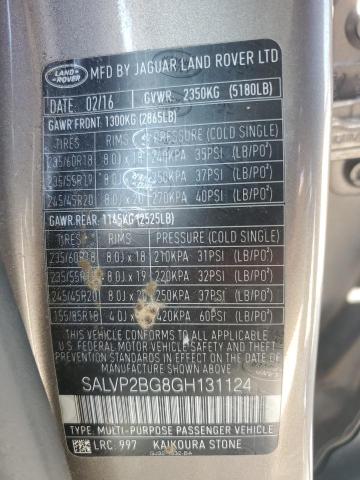 LAND ROVER
MFD BY JAGUAR LAND ROVER LTD
DATE: 02/16 GVWR: 2350KG (5180LB)
GAWR FRONT: 1300KG (2865LB)
TIRES RIMS PRESSURE (COLD SINGLE)
235/60R18 8.0J x 18 240KPA 35PSI (LB/PO²)
235/55R19 8.0J x 19 250KPA 37PSI (LB/PO²)
245/45R20 8.0J x 20 270KPA 40PSI (LB/PO²)
GAWR REAR: 1145KG (2525LB)
TIRES RIMS PRESSURE (COLD SINGLE)
235/60R18 8.0J x 18 210KPA 31PSI (LB/PO²)
235/55R19 8.0J x 19 220KPA 32PSI (LB/PO²)
245/45R20 8.0J x 20 250KPA 37PSI (LB/PO²)
155/85R18 4.0J x 420KPA 60PSI (LB/PO²)
THIS VEHICLE CONFORMS TO ALL APPLICABLE
U.S FEDERAL MOTOR VEHICLE SAFETY
STANDARDS IN EFFECT ON THE DATE
OF MANUFACTURE SHOWN ABOVE
SALVP2BG8GH131124
TYPE: MULTI-PURPOSE PASSENGER VEHICLE
LRC: 997 KAIKOURA STONE